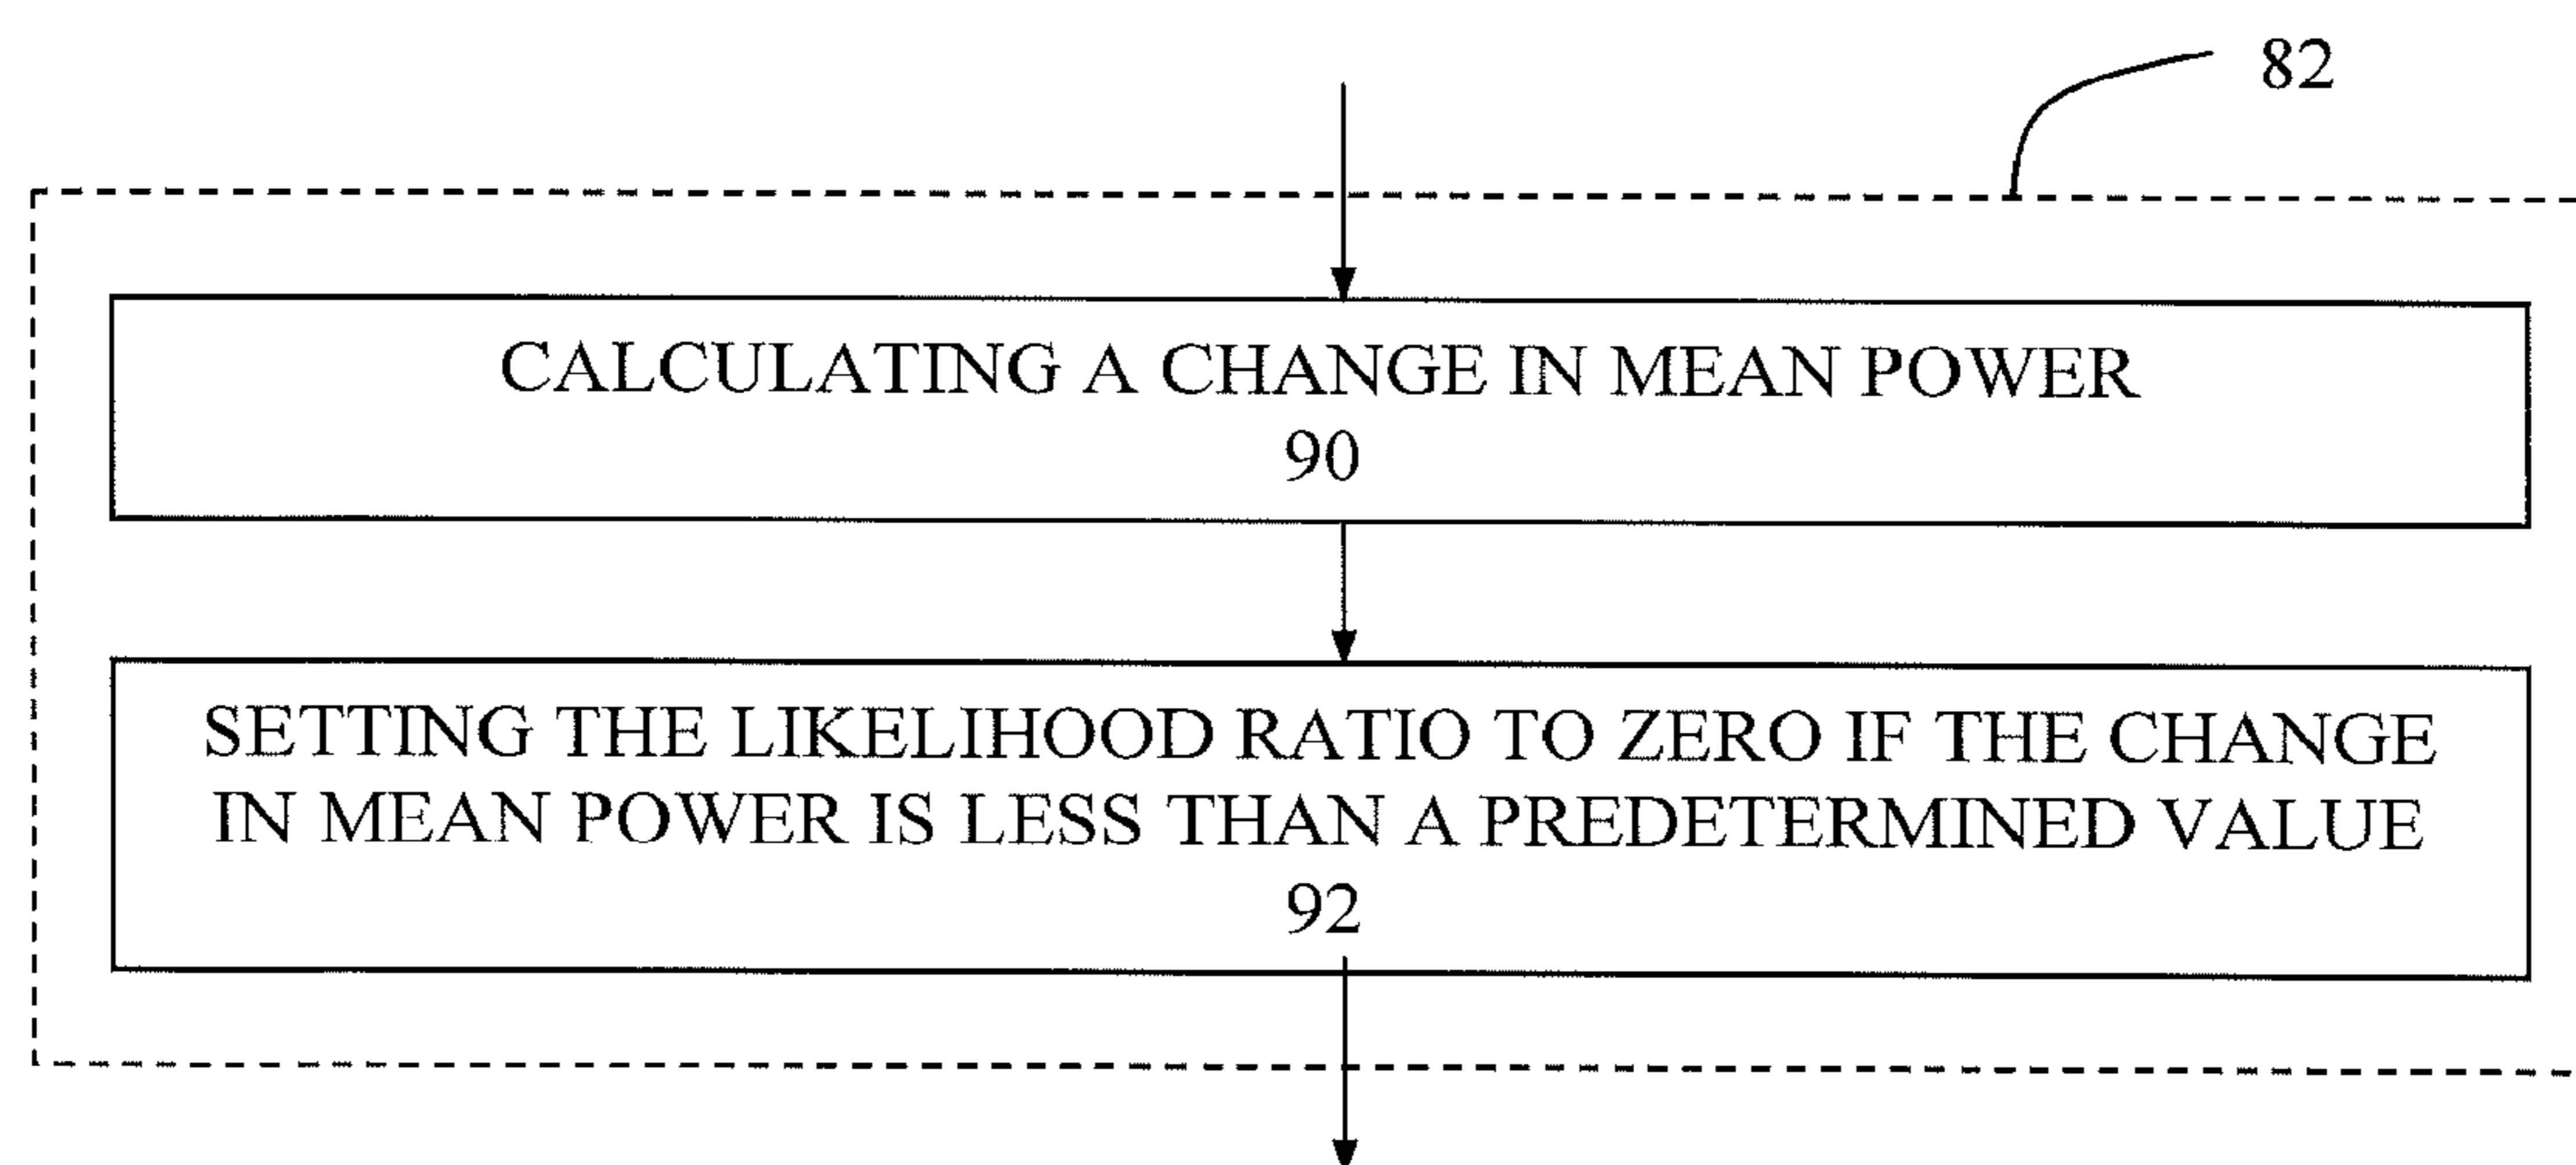 82
CALCULATING A CHANGE IN MEAN POWER
90
SETTING THE LIKELIHOOD RATIO TO ZERO IF THE CHANGE
IN MEAN POWER IS LESS THAN A PREDETERMINED VALUE
92